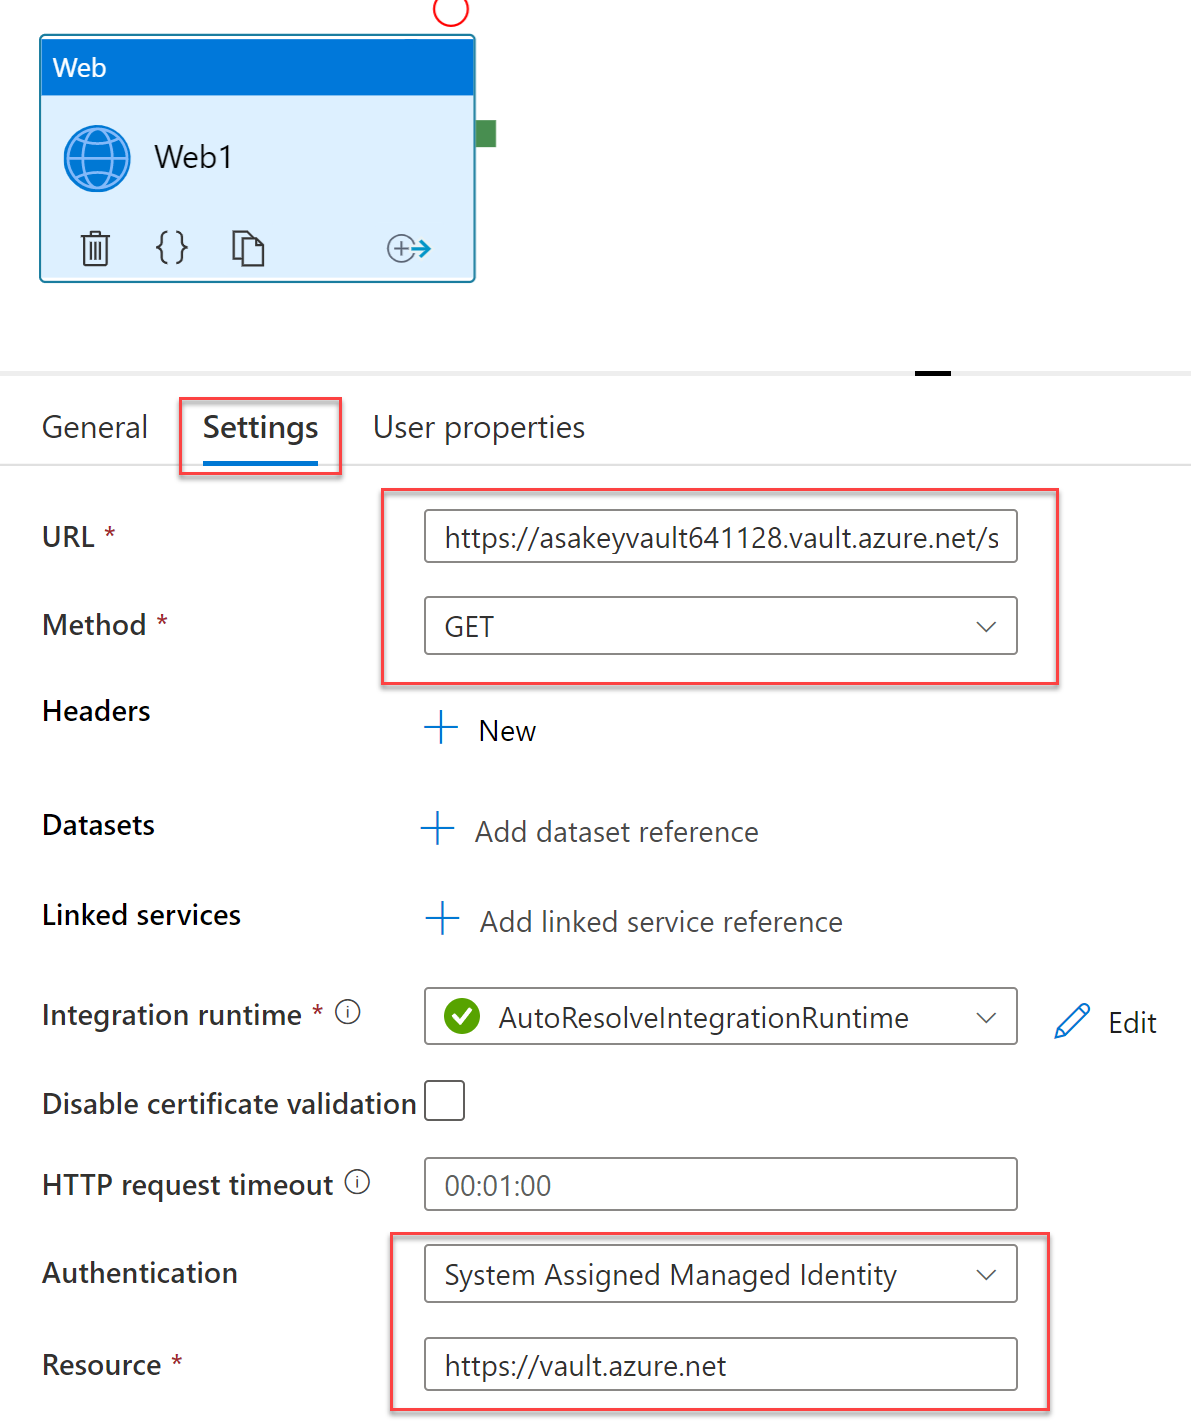 Web
Web1
General Settings User properties
URL * https://asakeyvault641128.vault.azure.net/s
Method * GET
Headers New
Datasets Add dataset reference
Linked services Add linked service reference
Integration runtime * AutoResolveIntegrationRuntime Edit
Disable certificate validation
HTTP request timeout 00:01:00
Authentication System Assigned Managed Identity
Resource * https://vault.azure.net